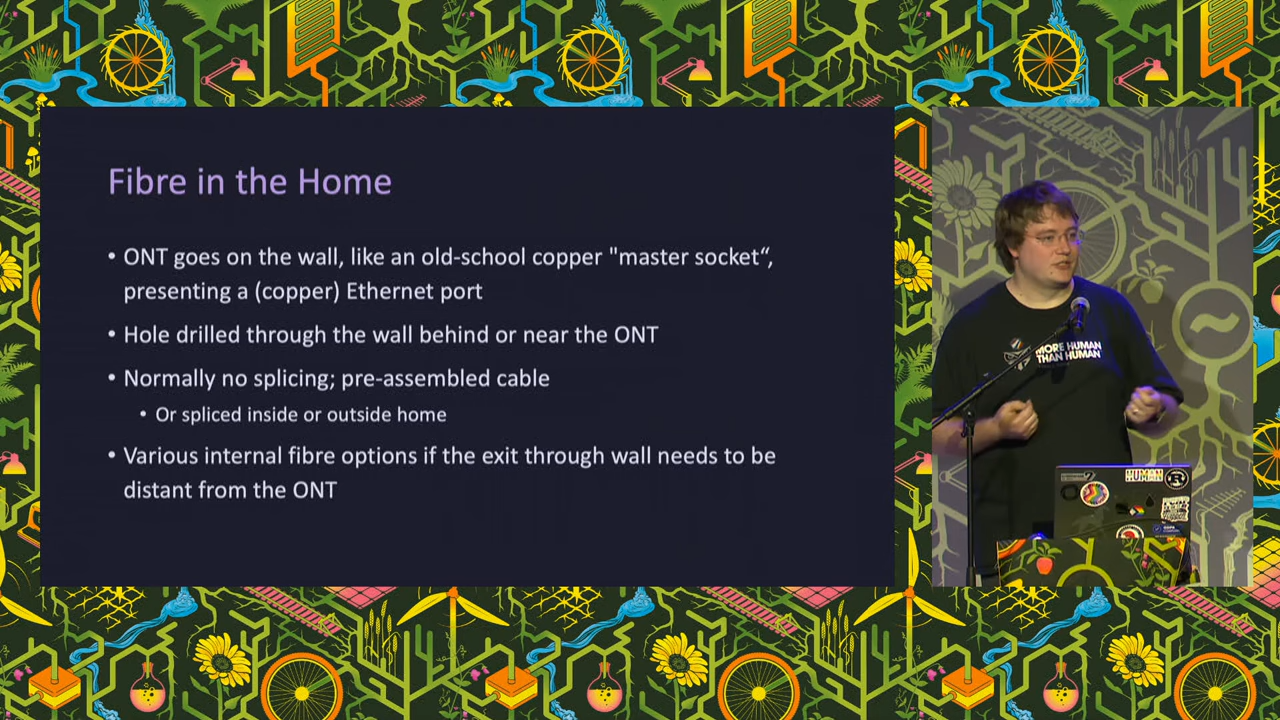 Fibre in the Home
• ONT goes on the wall, like an old-school copper "master socket“,
presenting a (copper) Ethernet port
• Hole drilled through the wall behind or near the ONT
• Normally no splicing; pre-assembled cable
• Or spliced inside or outside home
• Various internal fibre options if the exit through wall needs to be
distant from the ONT
MORE HUMAN
THAN HUMAN
HUMAN